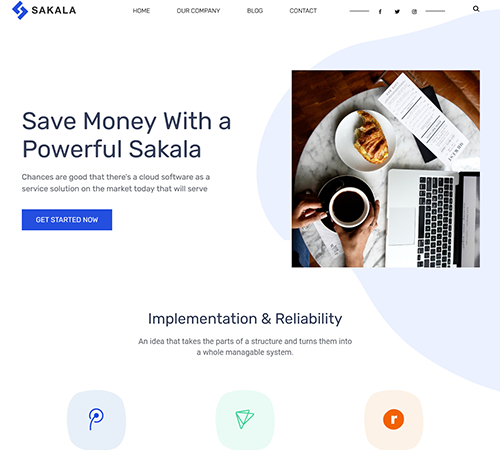 SAKALA
HOME OUR COMPANY BLOG CONTACT
Save Money With a
Powerful Sakala
Chances are good that there's a cloud software as a
service solution on the market today that will serve
GET STARTED NOW
Implementation & Reliability
An idea that takes the parts of a structure and turns them into
a whole managable system.
r